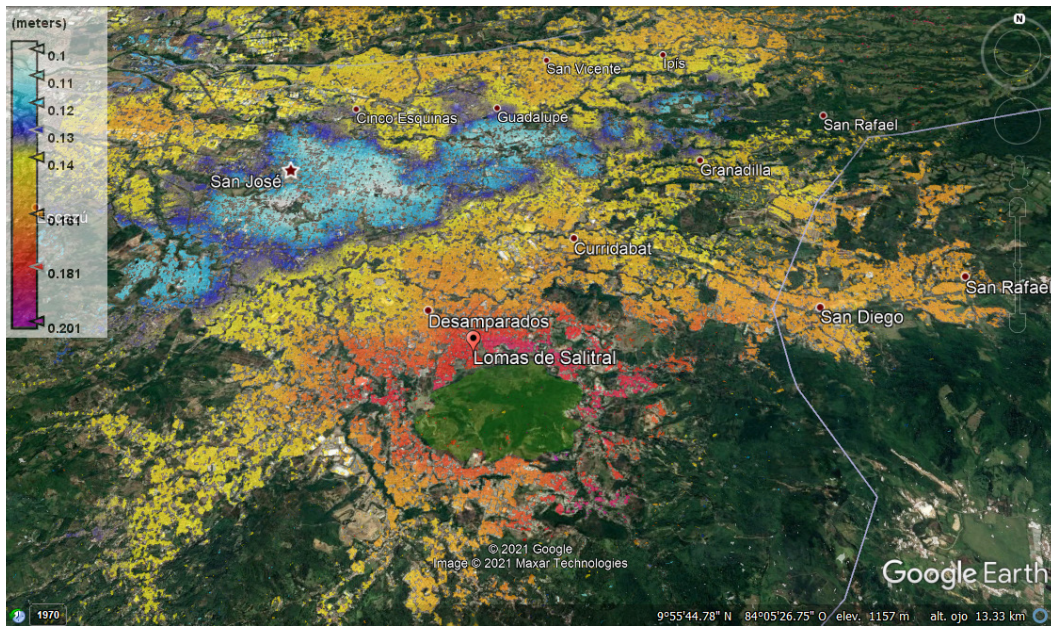 (meters)
0.1
0.11
0.12
0.13
0.14
0.181
0.201
N
San Vicente
Ipís
Cinco Esquinas
Guadalupe
San Rafael
Granadilla
San José
Curridabat
San Rafael
San Diego
Desamparados
Lomas de Salitral
© 2021 Google
Image © 2021 Maxar Technologies
Google Earth
1970
9°55'44.78" N 84°05'26.75" O elev. 1157 m alt. ojo 13.33 km